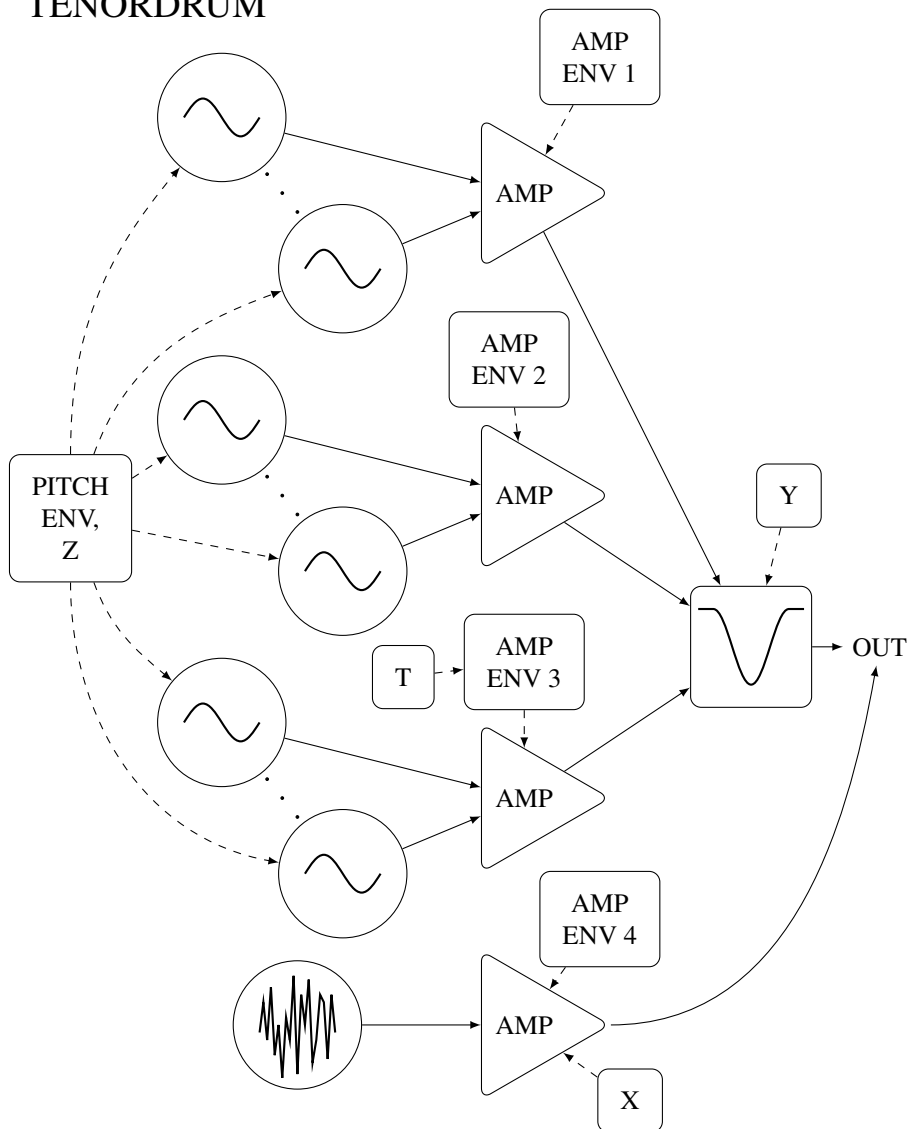 TENORDRUM
AMP
ENV 1
AMP
AMP
ENV 2
PITCH
ENV,
Z
AMP
Y
AMP
ENV 3
T
OUT
AMP
AMP
ENV 4
AMP
X